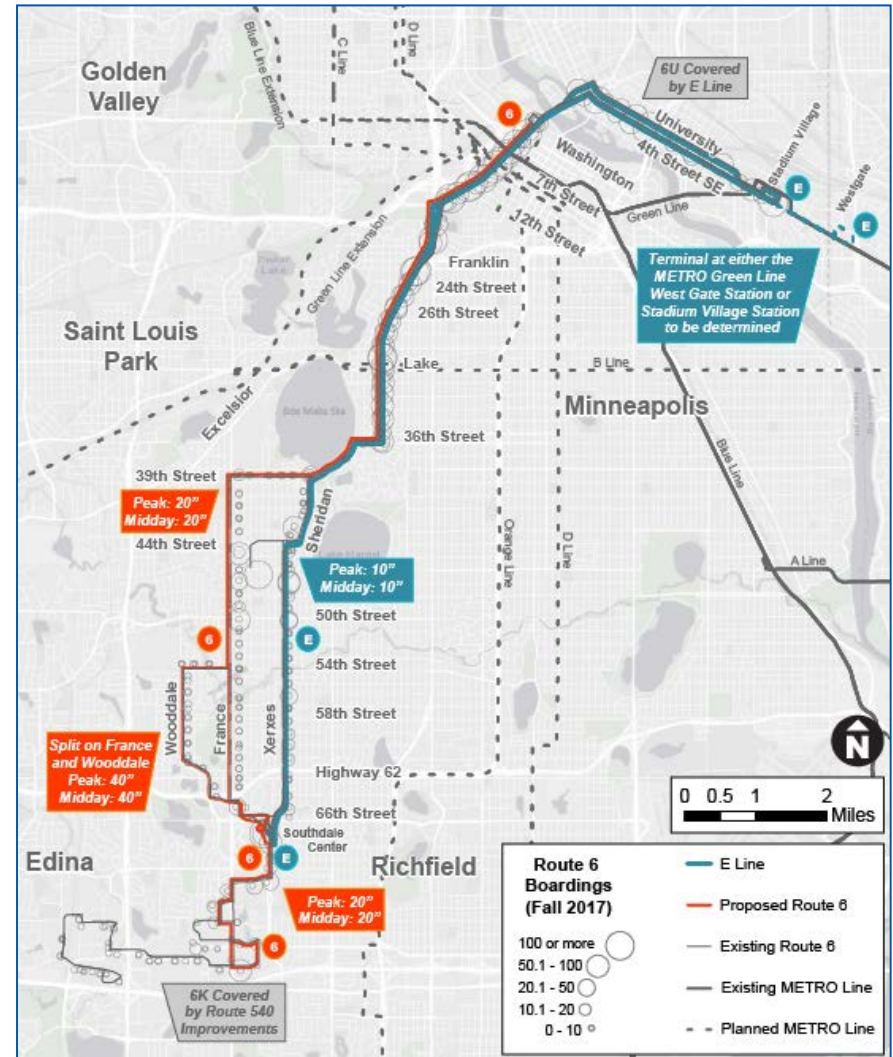 Golden
Valley
Blue Line Extension
C Line
D Line
6U Covered
by E Line
6
University
4th Street SE
Stadium Village
Westgate
Washington
7th Street
12th Street
Green Line
E
E
Green Line Extension
Franklin
24th Street
26th Street
Terminal at either the
METRO Green Line
West Gate Station or
Stadium Village Station
to be determined
Saint Louis
Park
Lake
B Line
Excelsior
Bde Maka Ska
Minneapolis
36th Street
Blue Line
39th Street
Peak: 20"
Midday: 20"
Sheridan
44th Street
Lake Harriet
Orange Line
D Line
A Line
Peak: 10"
Midday: 10"
50th Street
6
E
54th Street
Wooddale
France
Xerxes
58th Street
Split on France
and Wooddale
Peak: 40"
Midday: 40"
Highway 62
66th Street
Southdale
Center
N
0 0.5 1 2
Miles
Edina
6
E
Richfield
Peak: 20"
Midday: 20"
6
6K Covered
by Route 540
Improvements
Route 6
Boardings
(Fall 2017)
100 or more
50.1 - 100
20.1 - 50
10.1 - 20
0 - 10
E Line
Proposed Route 6
Existing Route 6
Existing METRO Line
Planned METRO Line